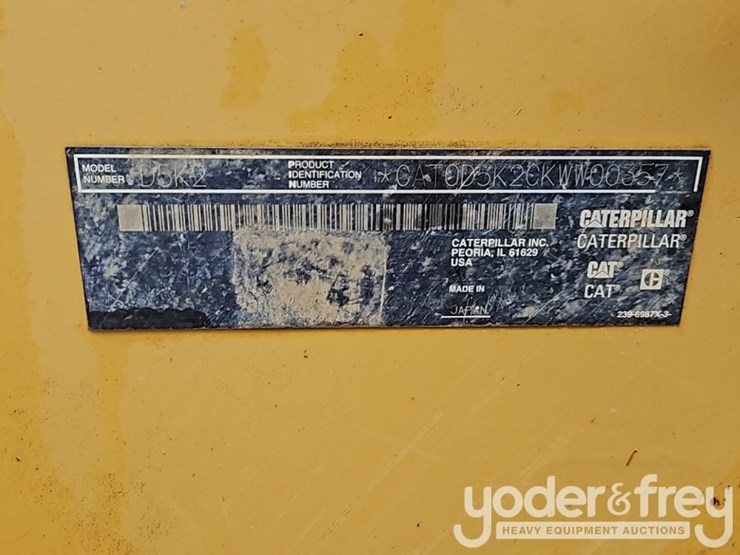 MODEL NUMBER D5K2
PRODUCT IDENTIFICATION NUMBER *CAT0D5K2CKWW00357*
CATERPILLAR®
CATERPILLAR®
CATERPILLAR INC.
PEORIA, IL 61629
USA
CAT®
CAT®
MADE IN
JAPAN
239-6987X-3-
yoder&frey
HEAVY EQUIPMENT AUCTIONS